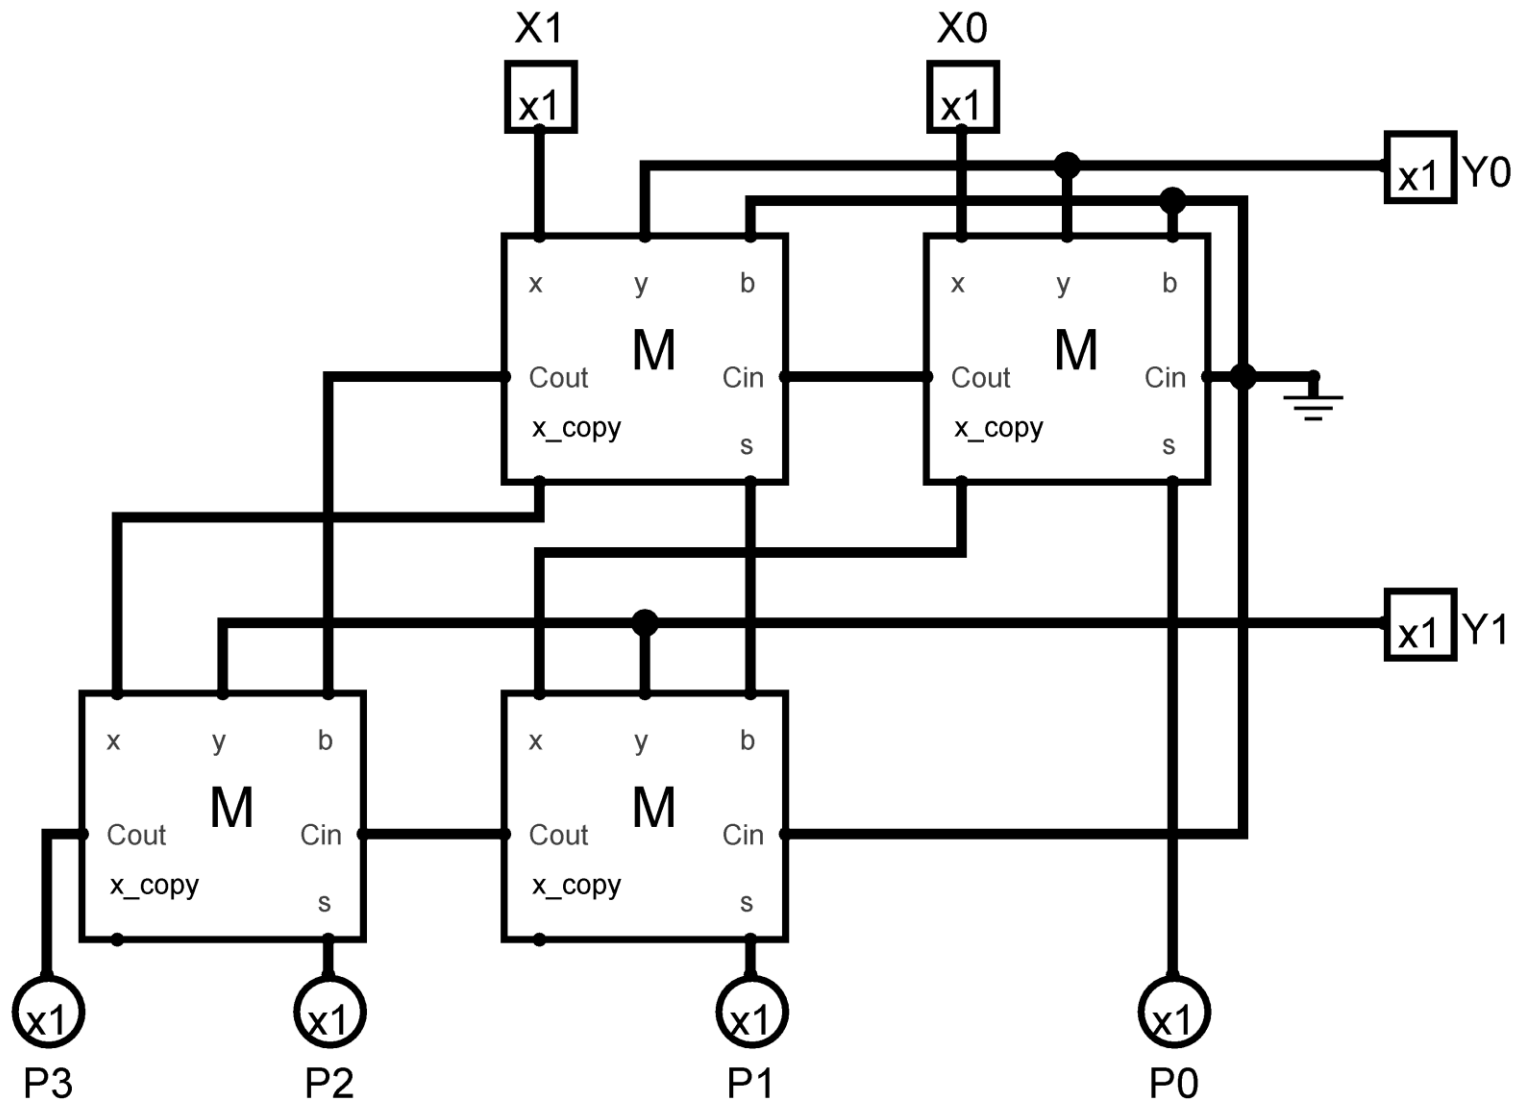 X1 X0
x1 x1
x1 Y0
x y b x y b
M M
Cout Cin Cout Cin
x_copy x_copy
s s
x1 Y1
x y b x y b
M M
Cout Cin Cout Cin
x_copy x_copy
s s
x1 x1 x1 x1
P3 P2 P1 P0